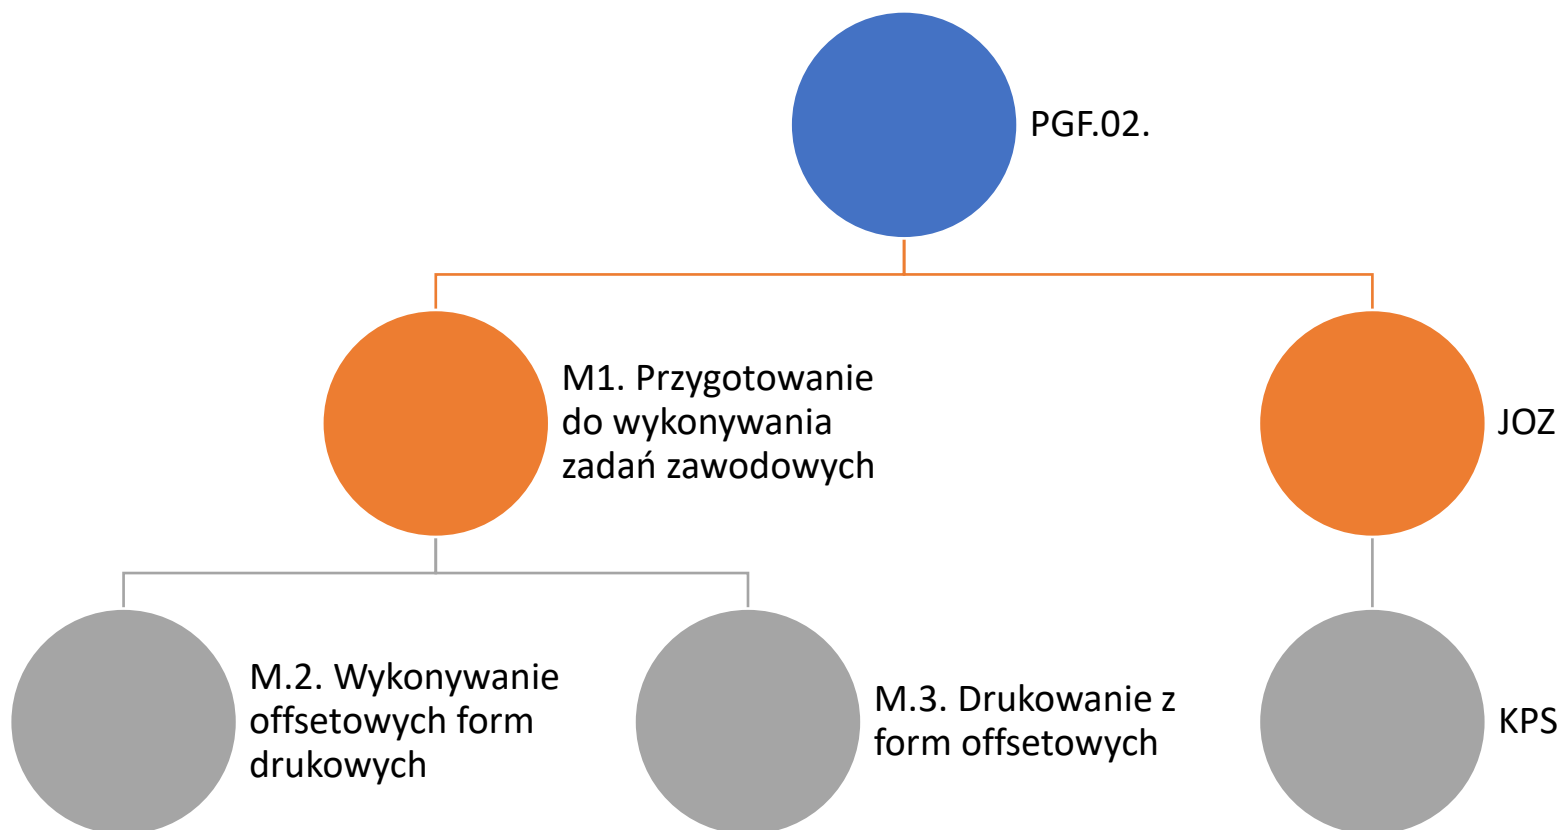 PGF.02.
M1. Przygotowanie
do wykonywania
zadań zawodowych
JOZ
M.2. Wykonywanie
offsetowych form
drukowych
M.3. Drukowanie z
form offsetowych
KPS